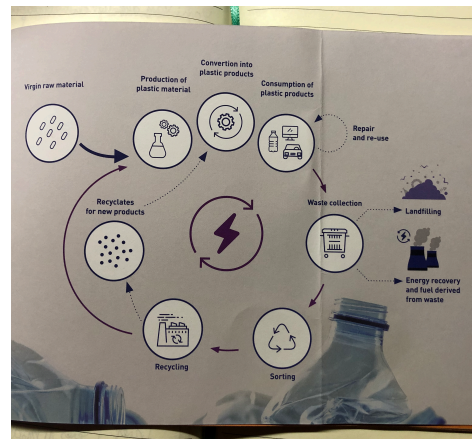 Virgin raw material
Production of
plastic material
Convertion into
plastic products
Consumption of
plastic products
Repair
and re-use
Waste collection
Landfilling
Energy recovery
and fuel derived
from waste
Sorting
Recycling
Recyclates
for new products